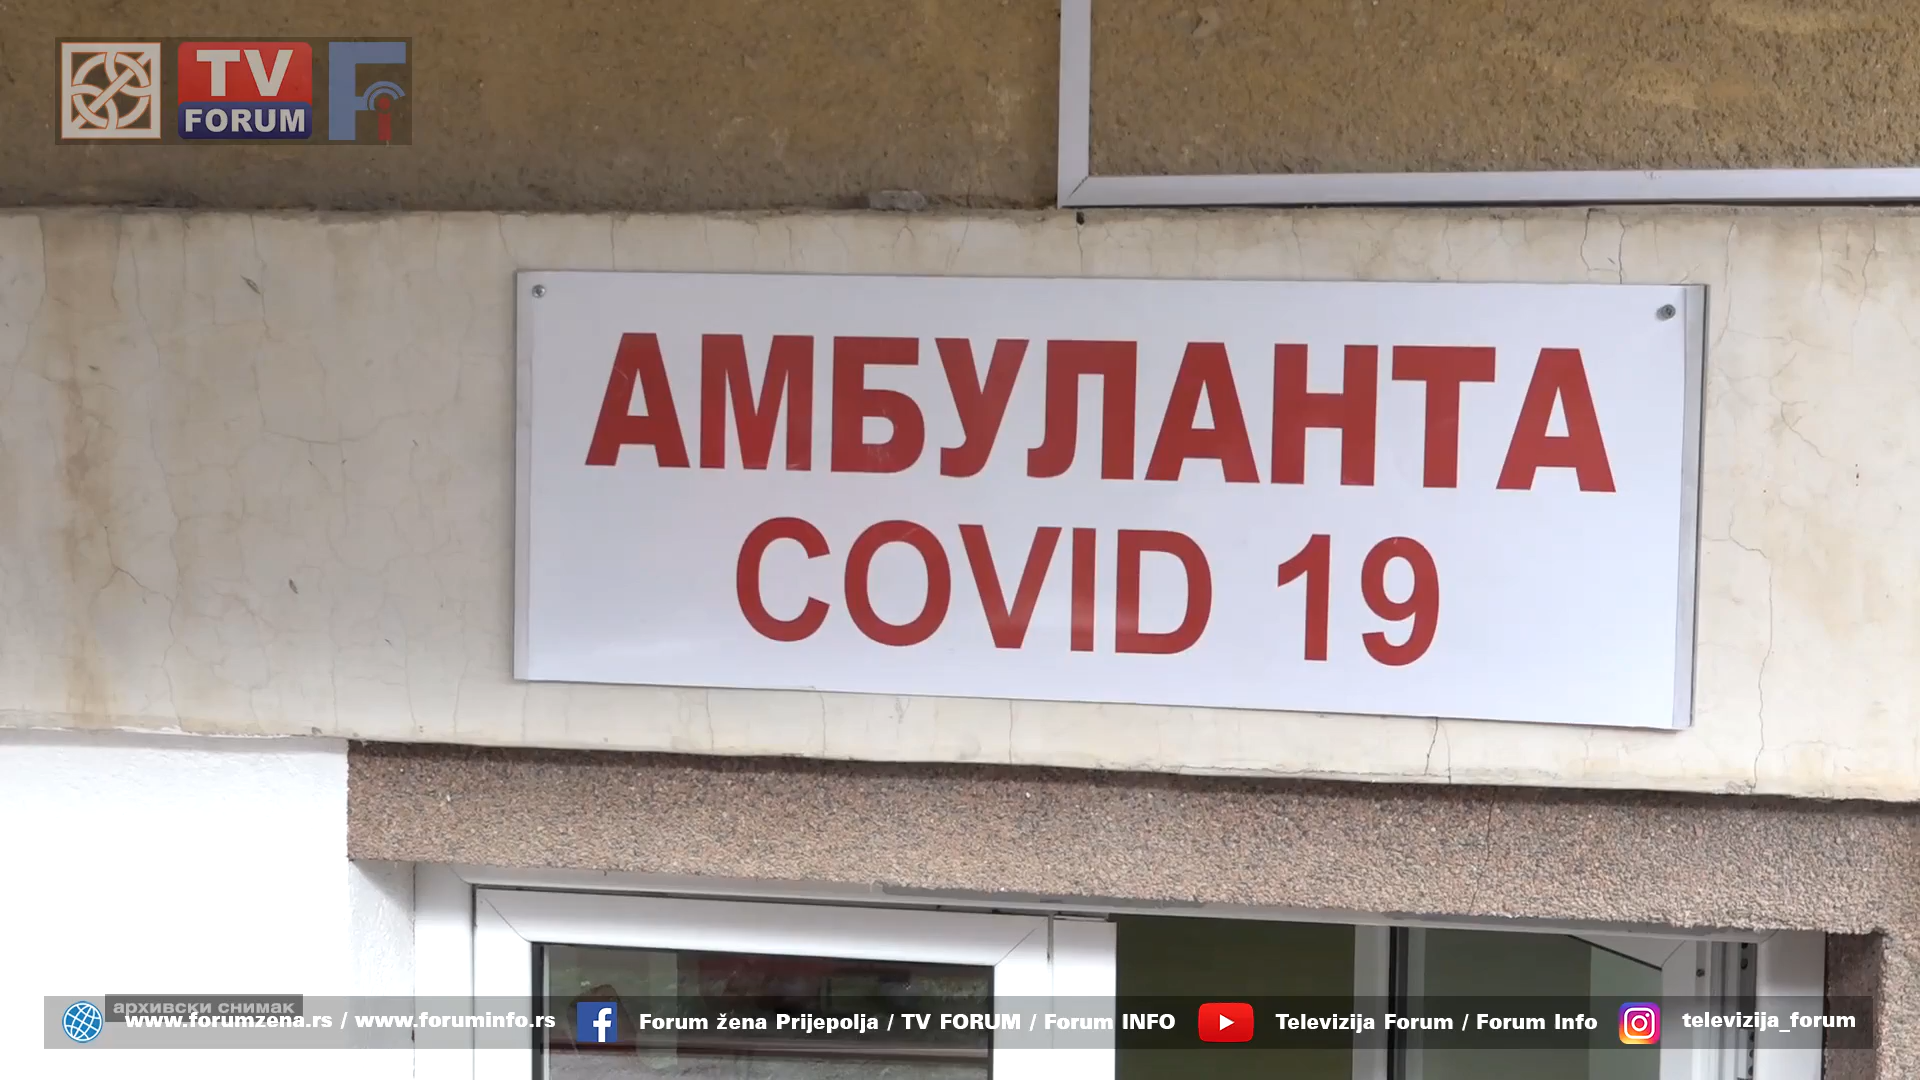 TV
FORUM
Fi
АМБУЛАНТА
COVID 19
архивски снимак
www.forumzena.rs / www.foruminfo.rs
Forum žena Prijepolja / TV FORUM / Forum INFO
Televizija Forum / Forum Info
televizija_forum